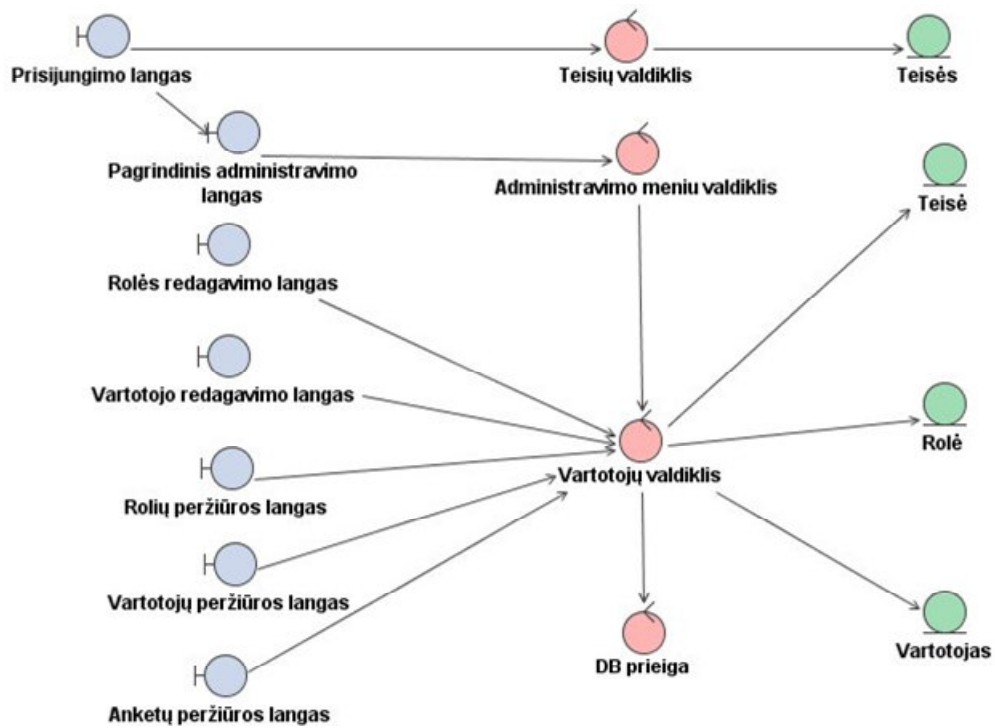 Prisijungimo langas
Teisių valdiklis
Teisės
Pagrindinis administravimo
langas
Administravimo meniu valdiklis
Teisė
Rolės redagavimo langas
Vartotojo redagavimo langas
Rolė
Vartotojų valdiklis
Rolių peržiūros langas
Vartotojų peržiūros langas
Vartotojas
DB prieiga
Anketų peržiūros langas